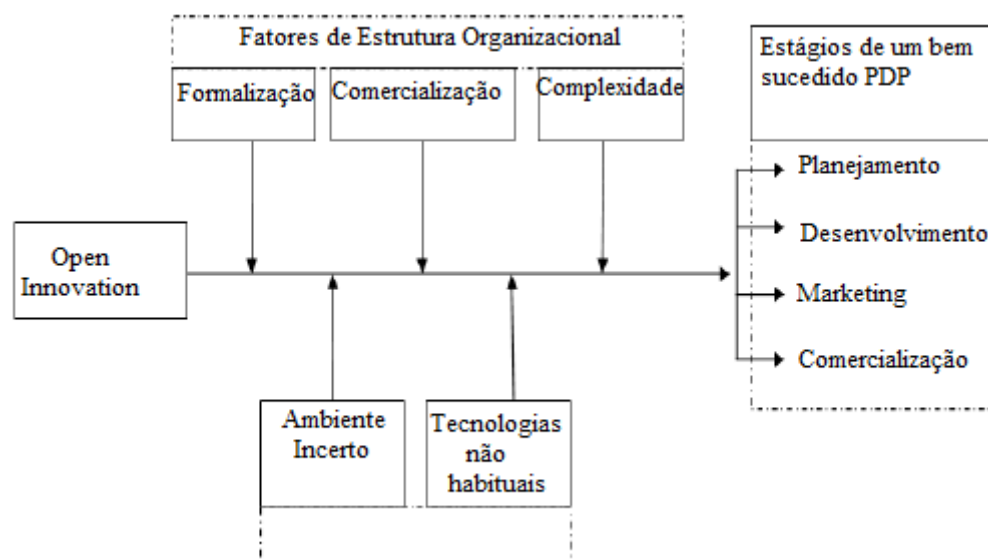 Fatores de Estrutura Organizacional
Formalização
Comercialização
Complexidade
Estágios de um bem
sucedido PDP
Planejamento
Desenvolvimento
Marketing
Comercialização
Open
Innovation
Ambiente
Incerto
Tecnologias
não
habituais